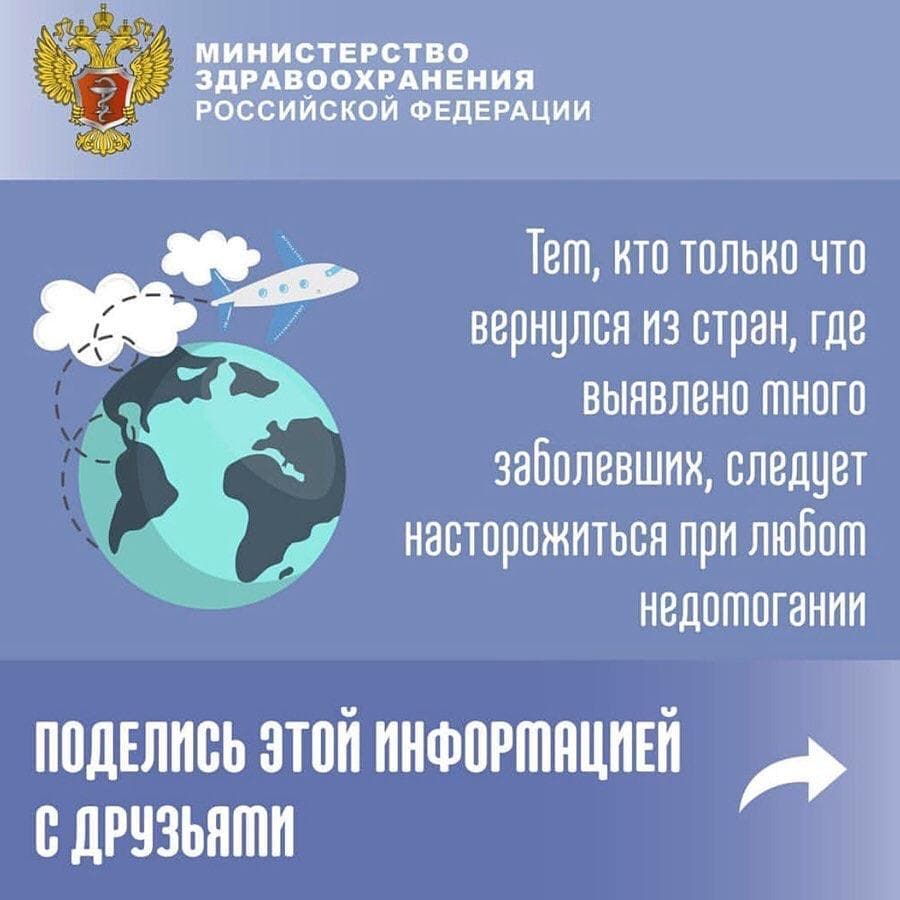 МИНИСТЕРСТВО
ЗДРАВООХРАНЕНИЯ
РОССИЙСКОЙ ФЕДЕРАЦИИ
Тем, кто только что
вернулся из стран, где
выявлено много
заболевших, следует
насторожиться при любом
недомогании
ПОДЕЛИСЬ ЭТОЙ ИНФОРМАЦИЕЙ
С ДРУЗЬЯМИ